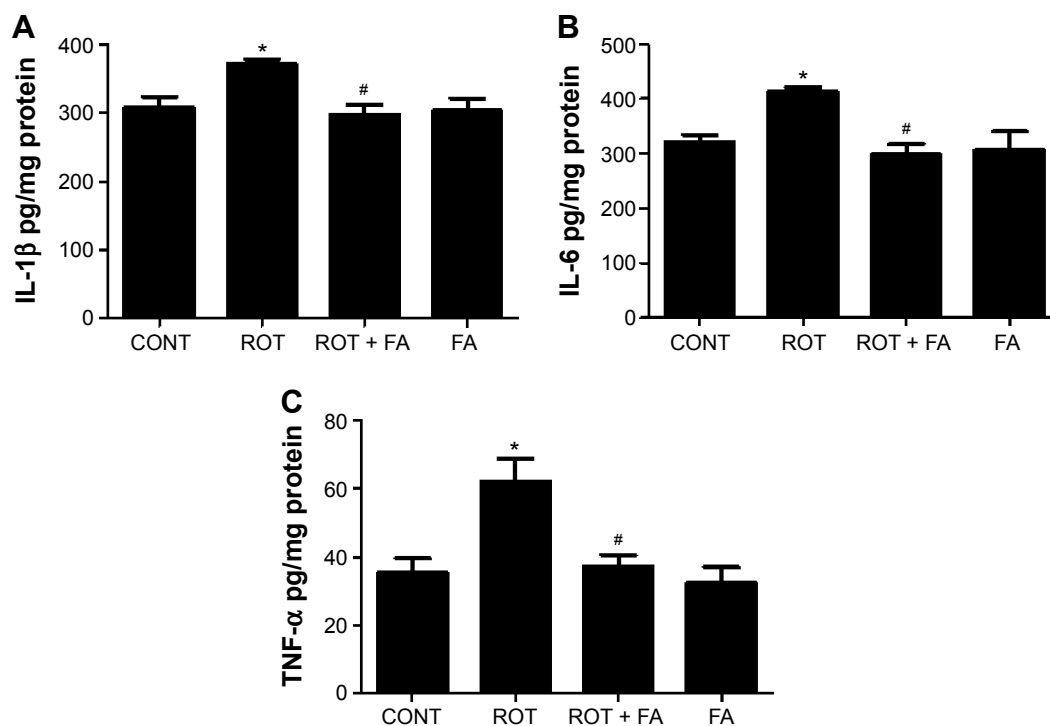 A
IL-1β pg/mg protein
400
300
200
100
0
*
#
CONT ROT ROT + FA FA
B
IL-6 pg/mg protein
500
400
300
200
100
0
*
#
CONT ROT ROT + FA FA
C
TNF-α pg/mg protein
80
60
40
20
0
*
#
CONT ROT ROT + FA FA